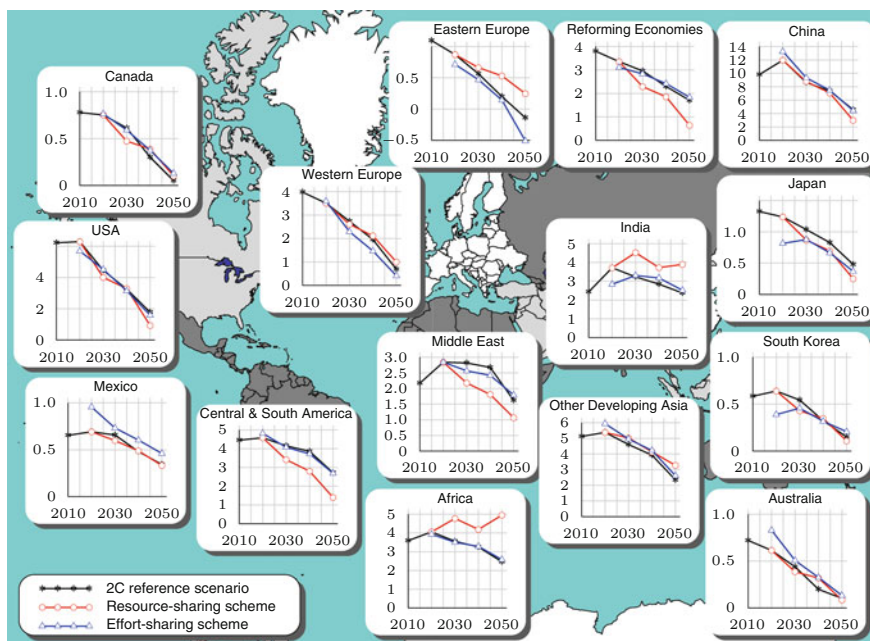 Eastern Europe
0.5
0
−0.5
2010 2030 2050
Reforming Economies
4
3
2
1
0
2010 2030 2050
China
14
12
10
8
6
4
2
0
2010 2030 2050
Canada
1.0
0.5
0
2010 2030 2050
Western Europe
4
3
2
1
0
2010 2030 2050
Japan
1.0
0.5
0
2010 2030 2050
USA
4
2
0
2010 2030 2050
India
5
4
3
2
1
0
2010 2030 2050
Middle East
3.0
2.5
2.0
1.5
1.0
0.5
0
2010 2030 2050
South Korea
1.0
0.5
0
2010 2030 2050
Mexico
1.0
0.5
0
2010 2030 2050
Central & South America
5
4
3
2
1
0
2010 2030 2050
Other Developing Asia
6
5
4
3
2
1
0
2010 2030 2050
Africa
5
4
3
2
1
0
2010 2030 2050
Australia
1.0
0.5
0
2010 2030 2050
2C reference scenario
Resource-sharing scheme
Effort-sharing scheme